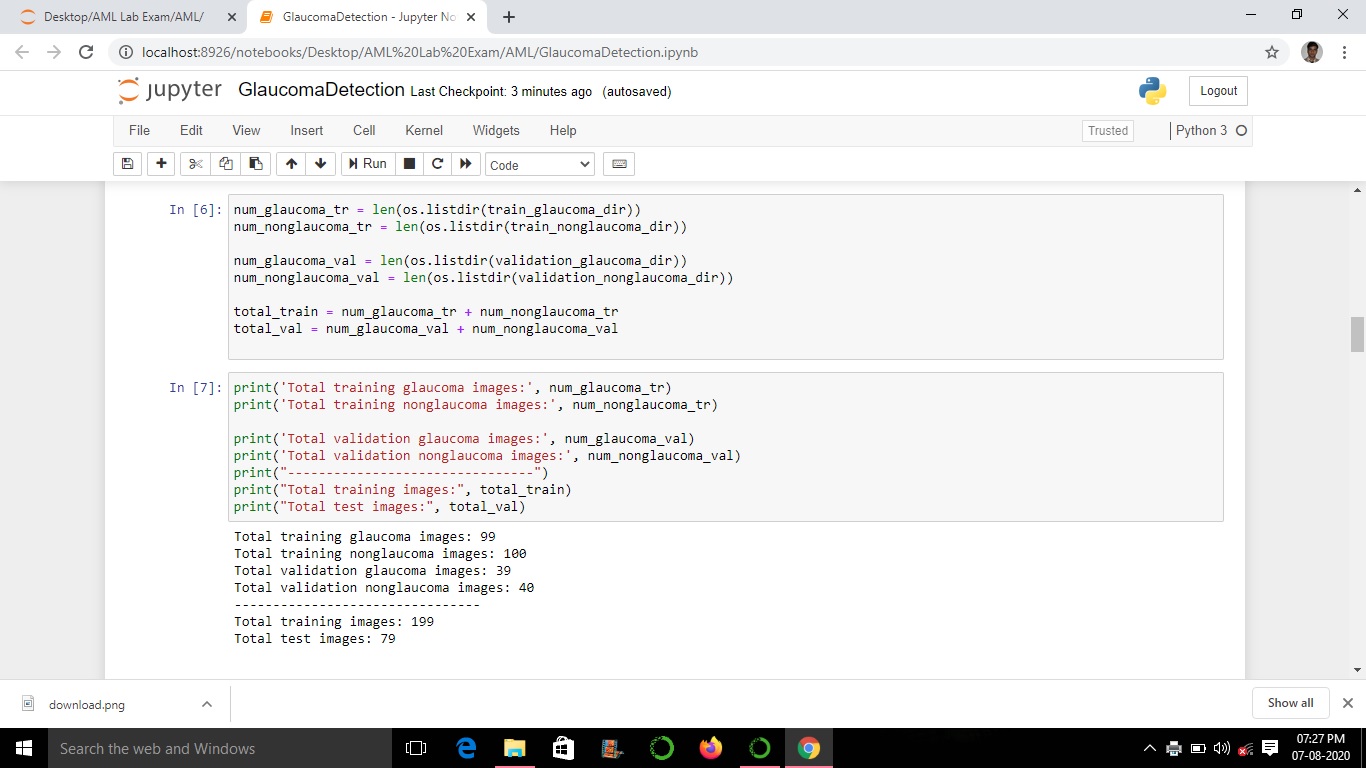 Desktop/AML Lab Exam/AML/
GlaucomaDetection - Jupyter No
localhost:8926/notebooks/Desktop/AML%20Lab%20Exam/AML/GlaucomaDetection.ipynb
jupyter GlaucomaDetection Last Checkpoint: 3 minutes ago (autosaved)
Logout
File Edit View Insert Cell Kernel Widgets Help
Trusted
Python 3
Run
Code
In [6]:
num_glaucoma_tr = len(os.listdir(train_glaucoma_dir))
num_nonglaucoma_tr = len(os.listdir(train_nonglaucoma_dir))
num_glaucoma_val = len(os.listdir(validation_glaucoma_dir))
num_nonglaucoma_val = len(os.listdir(validation_nonglaucoma_dir))
total_train = num_glaucoma_tr + num_nonglaucoma_tr
total_val = num_glaucoma_val + num_nonglaucoma_val
In [7]:
print('Total training glaucoma images:', num_glaucoma_tr)
print('Total training nonglaucoma images:', num_nonglaucoma_tr)
print('Total validation glaucoma images:', num_glaucoma_val)
print('Total validation nonglaucoma images:', num_nonglaucoma_val)
print("--------------------------------")
print("Total training images:", total_train)
print("Total test images:", total_val)
Total training glaucoma images: 99
Total training nonglaucoma images: 100
Total validation glaucoma images: 39
Total validation nonglaucoma images: 40
--------------------------------
Total training images: 199
Total test images: 79
download.png
Show all
Search the web and Windows
07:27 PM
07-08-2020